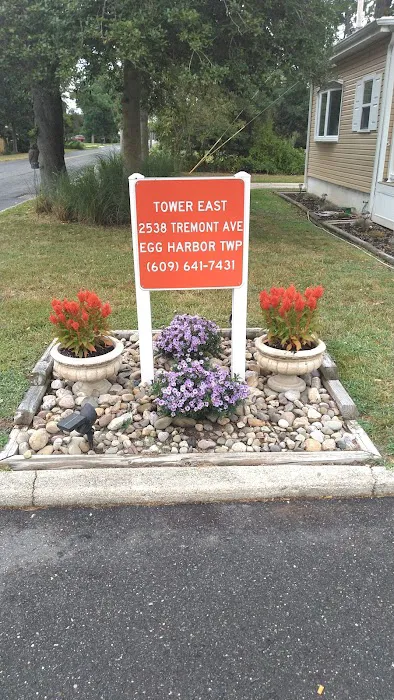 TOWER EAST
2538 TREMONT AVE
EGG HARBOR TWP
(609) 641-7431